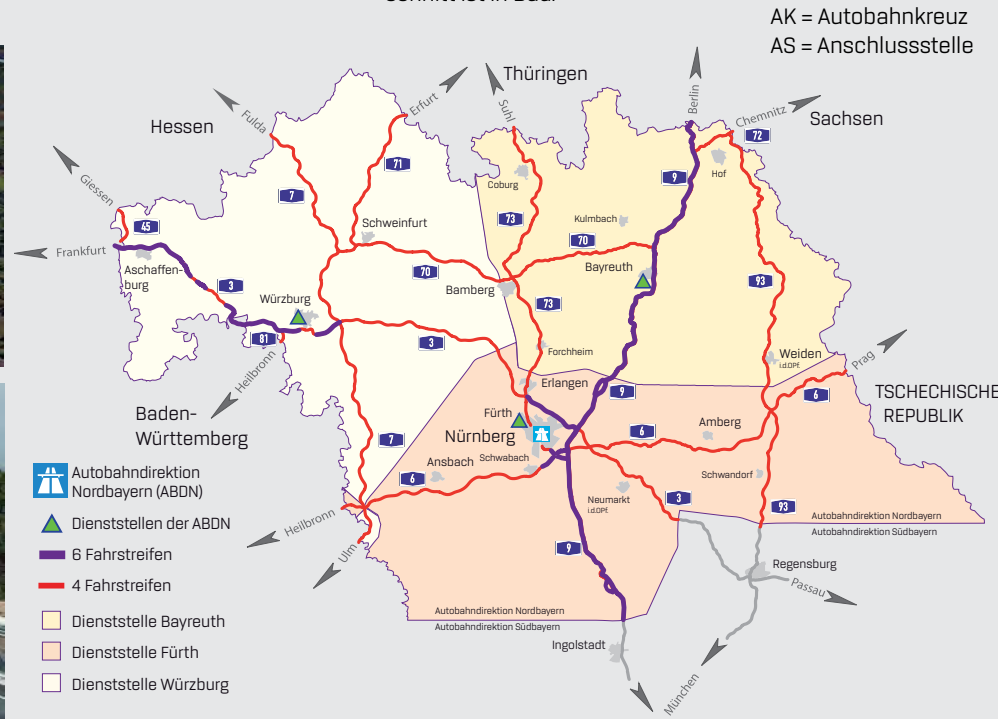 AK = Autobahnkreuz
AS = Anschlussstelle
Thüringen
Hessen
Sachsen
Fulda
Erfurt
Suhl
Berlin
Chemnitz
72
Giessen
71
7
9
Hof
Coburg
45
Schweinfurt
73
Kulmbach
70
Frankfurt
Aschaffen-
burg
3
70
Bayreuth
93
Würzburg
Bamberg
73
81
3
Forchheim
Weiden
i.d.OPf.
Prag
Heilbronn
Erlangen
9
6
TSCHECHISCHE
REPUBLIK
Baden-
Württemberg
Fürth
Amberg
7
Nürnberg
6
Ansbach
Schwabach
6
Schwandorf
Neumarkt
i.d.OPf.
3
93
Heilbronn
Ulm
9
Autobahndirektion Nordbayern
Autobahndirektion Südbayern
Regensburg
Passau
Autobahndirektion Nordbayern
Autobahndirektion Südbayern
Ingolstadt
München
Autobahndirektion
Nordbayern (ABDN)
Dienststellen der ABDN
6 Fahrstreifen
4 Fahrstreifen
Dienststelle Bayreuth
Dienststelle Fürth
Dienststelle Würzburg